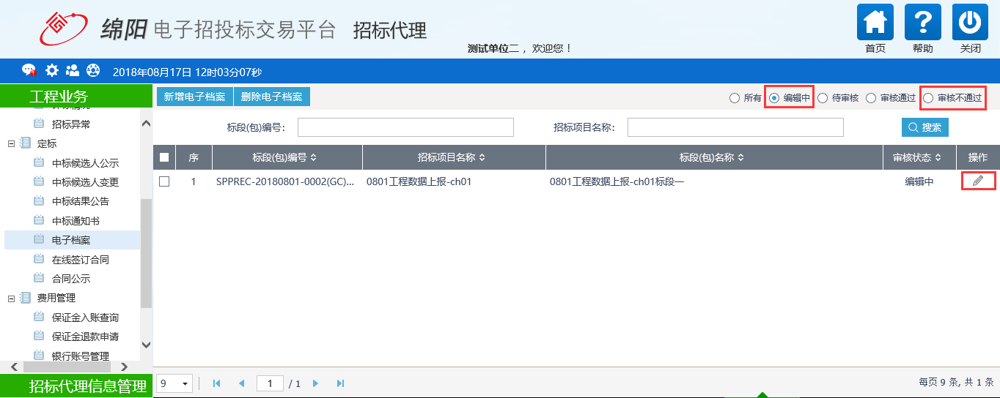 绵阳 电子招投标交易平台 招标代理
测试单位二 ，欢迎您！
首页 帮助 关闭
2018年08月17日 12时03分07秒
工程业务
新增电子档案 删除电子档案
所有 编辑中 待审核 审核通过 审核不通过
招标异常
定标
中标候选人公示
中标候选人变更
中标结果公告
中标通知书
电子档案
在线签订合同
合同公示
费用管理
保证金入账查询
保证金退款申请
银行账号管理
招标代理信息管理
标段(包)编号： 招标项目名称： 搜索
序 标段(包)编号 招标项目名称 标段(包)名称 审核状态 操作
1 SPPREC-20180801-0002(GC)... 0801工程数据上报-ch01 0801工程数据上报-ch01标段一 编辑中
9 1 / 1 每页 9 条, 共 1 条